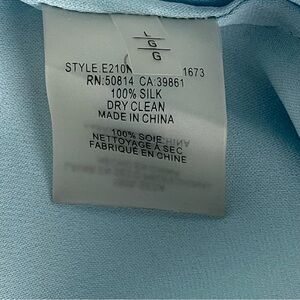 L
G
G
STYLE E210N 1673
RN:50814 CA:39861
100% SILK
DRY CLEAN
MADE IN CHINA
100% SOIE
NETTOYAGE A SEC
FABRIQUE EN CHINE